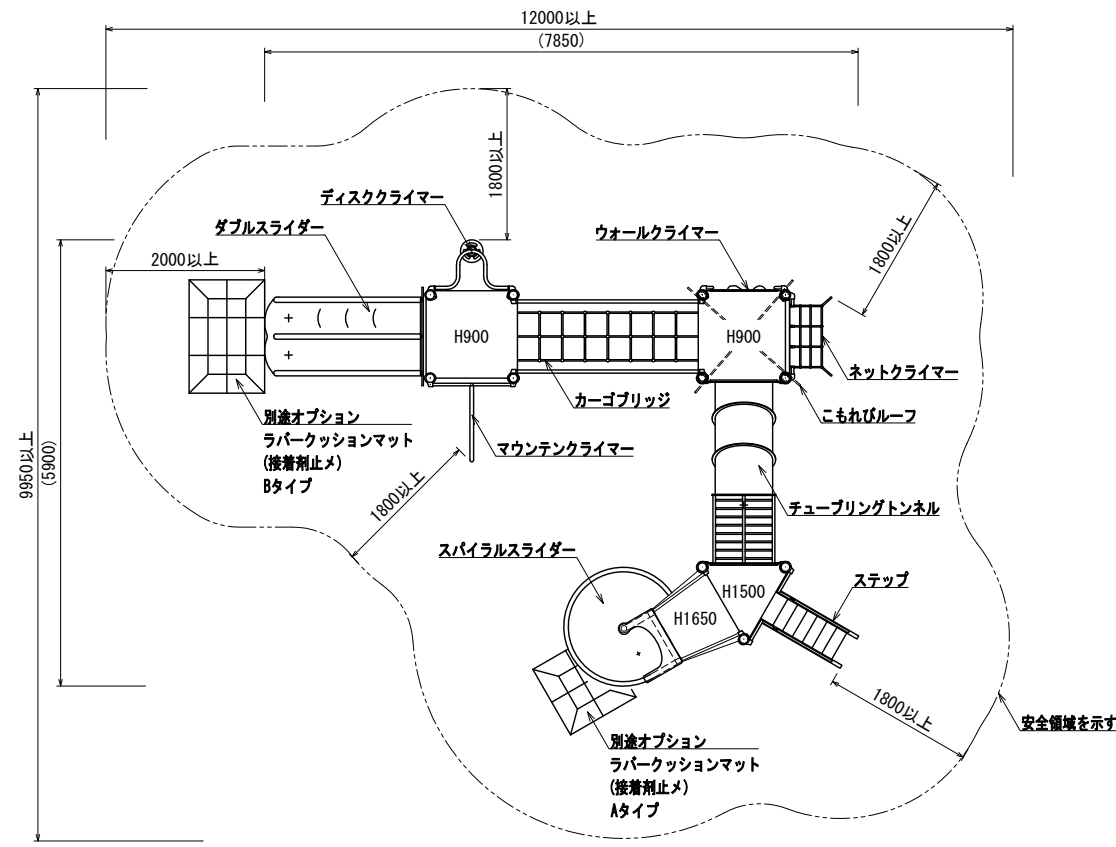 12000以上
(7850)
1800以上
ディスククライマー
ダブルスライダー
ウォールクライマー
1800以上
2000以上
H900
H900
ネットクライマー
カーゴブリッジ
こもれびルーフ
別途オプション
ラバークッションマット
(接着剤止メ)
Bタイプ
マウンテンクライマー
9950以上
(5900)
1800以上
チューブリングトンネル
スパイラルスライダー
ステップ
H1500
H1650
1800以上
安全領域を示す
別途オプション
ラバークッションマット
(接着剤止メ)
Aタイプ